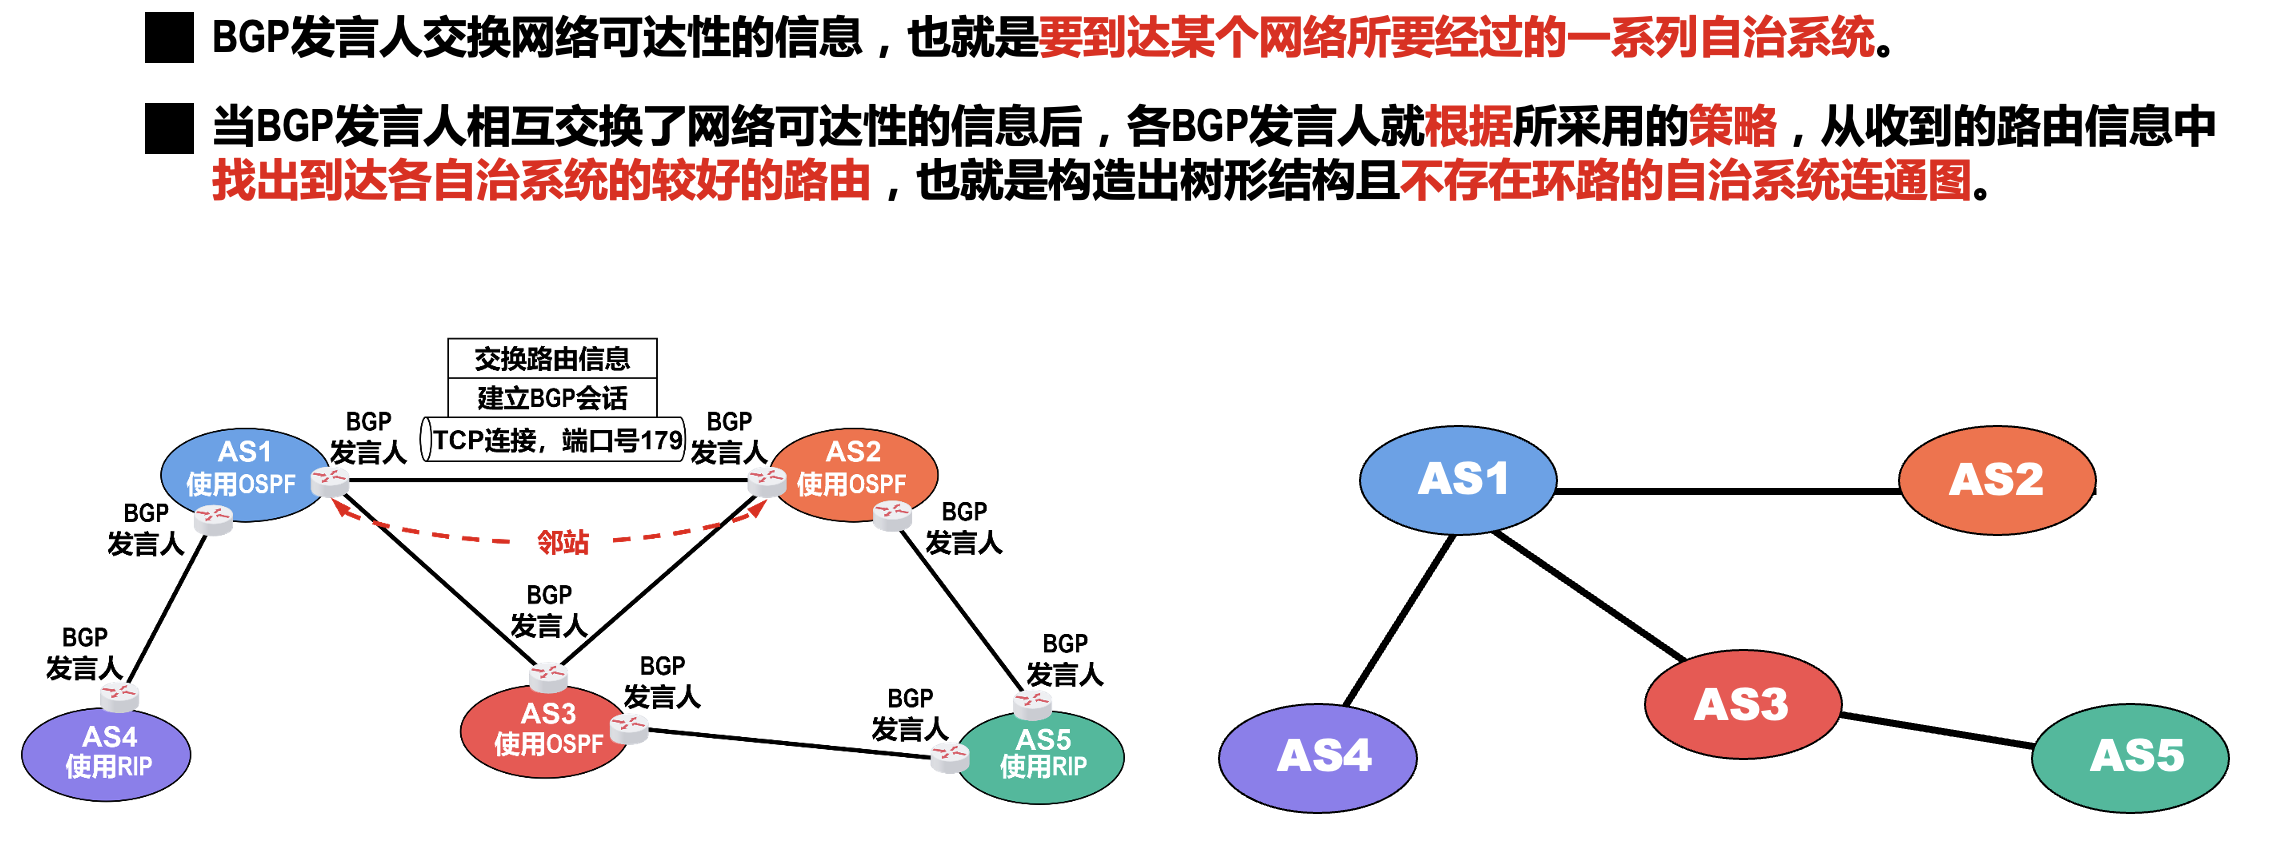 BGP发言人交换网络可达性的信息，也就是要到达某个网络所要经过的一系列自治系统。
当BGP发言人相互交换了网络可达性的信息后，各BGP发言人就根据所采用的策略，从收到的路由信息中
找出到达各自治系统的较好的路由，也就是构造出树形结构且不存在环路的自治系统连通图。
交换路由信息
建立BGP会话
TCP连接，端口号179
BGP
发言人
BGP
发言人
AS1
使用OSPF
AS2
使用OSPF
BGP
发言人
BGP
发言人
邻站
BGP
发言人
BGP
发言人
BGP
发言人
BGP
发言人
BGP
发言人
AS4
使用RIP
AS3
使用OSPF
AS5
使用RIP
AS1
AS2
AS3
AS4
AS5